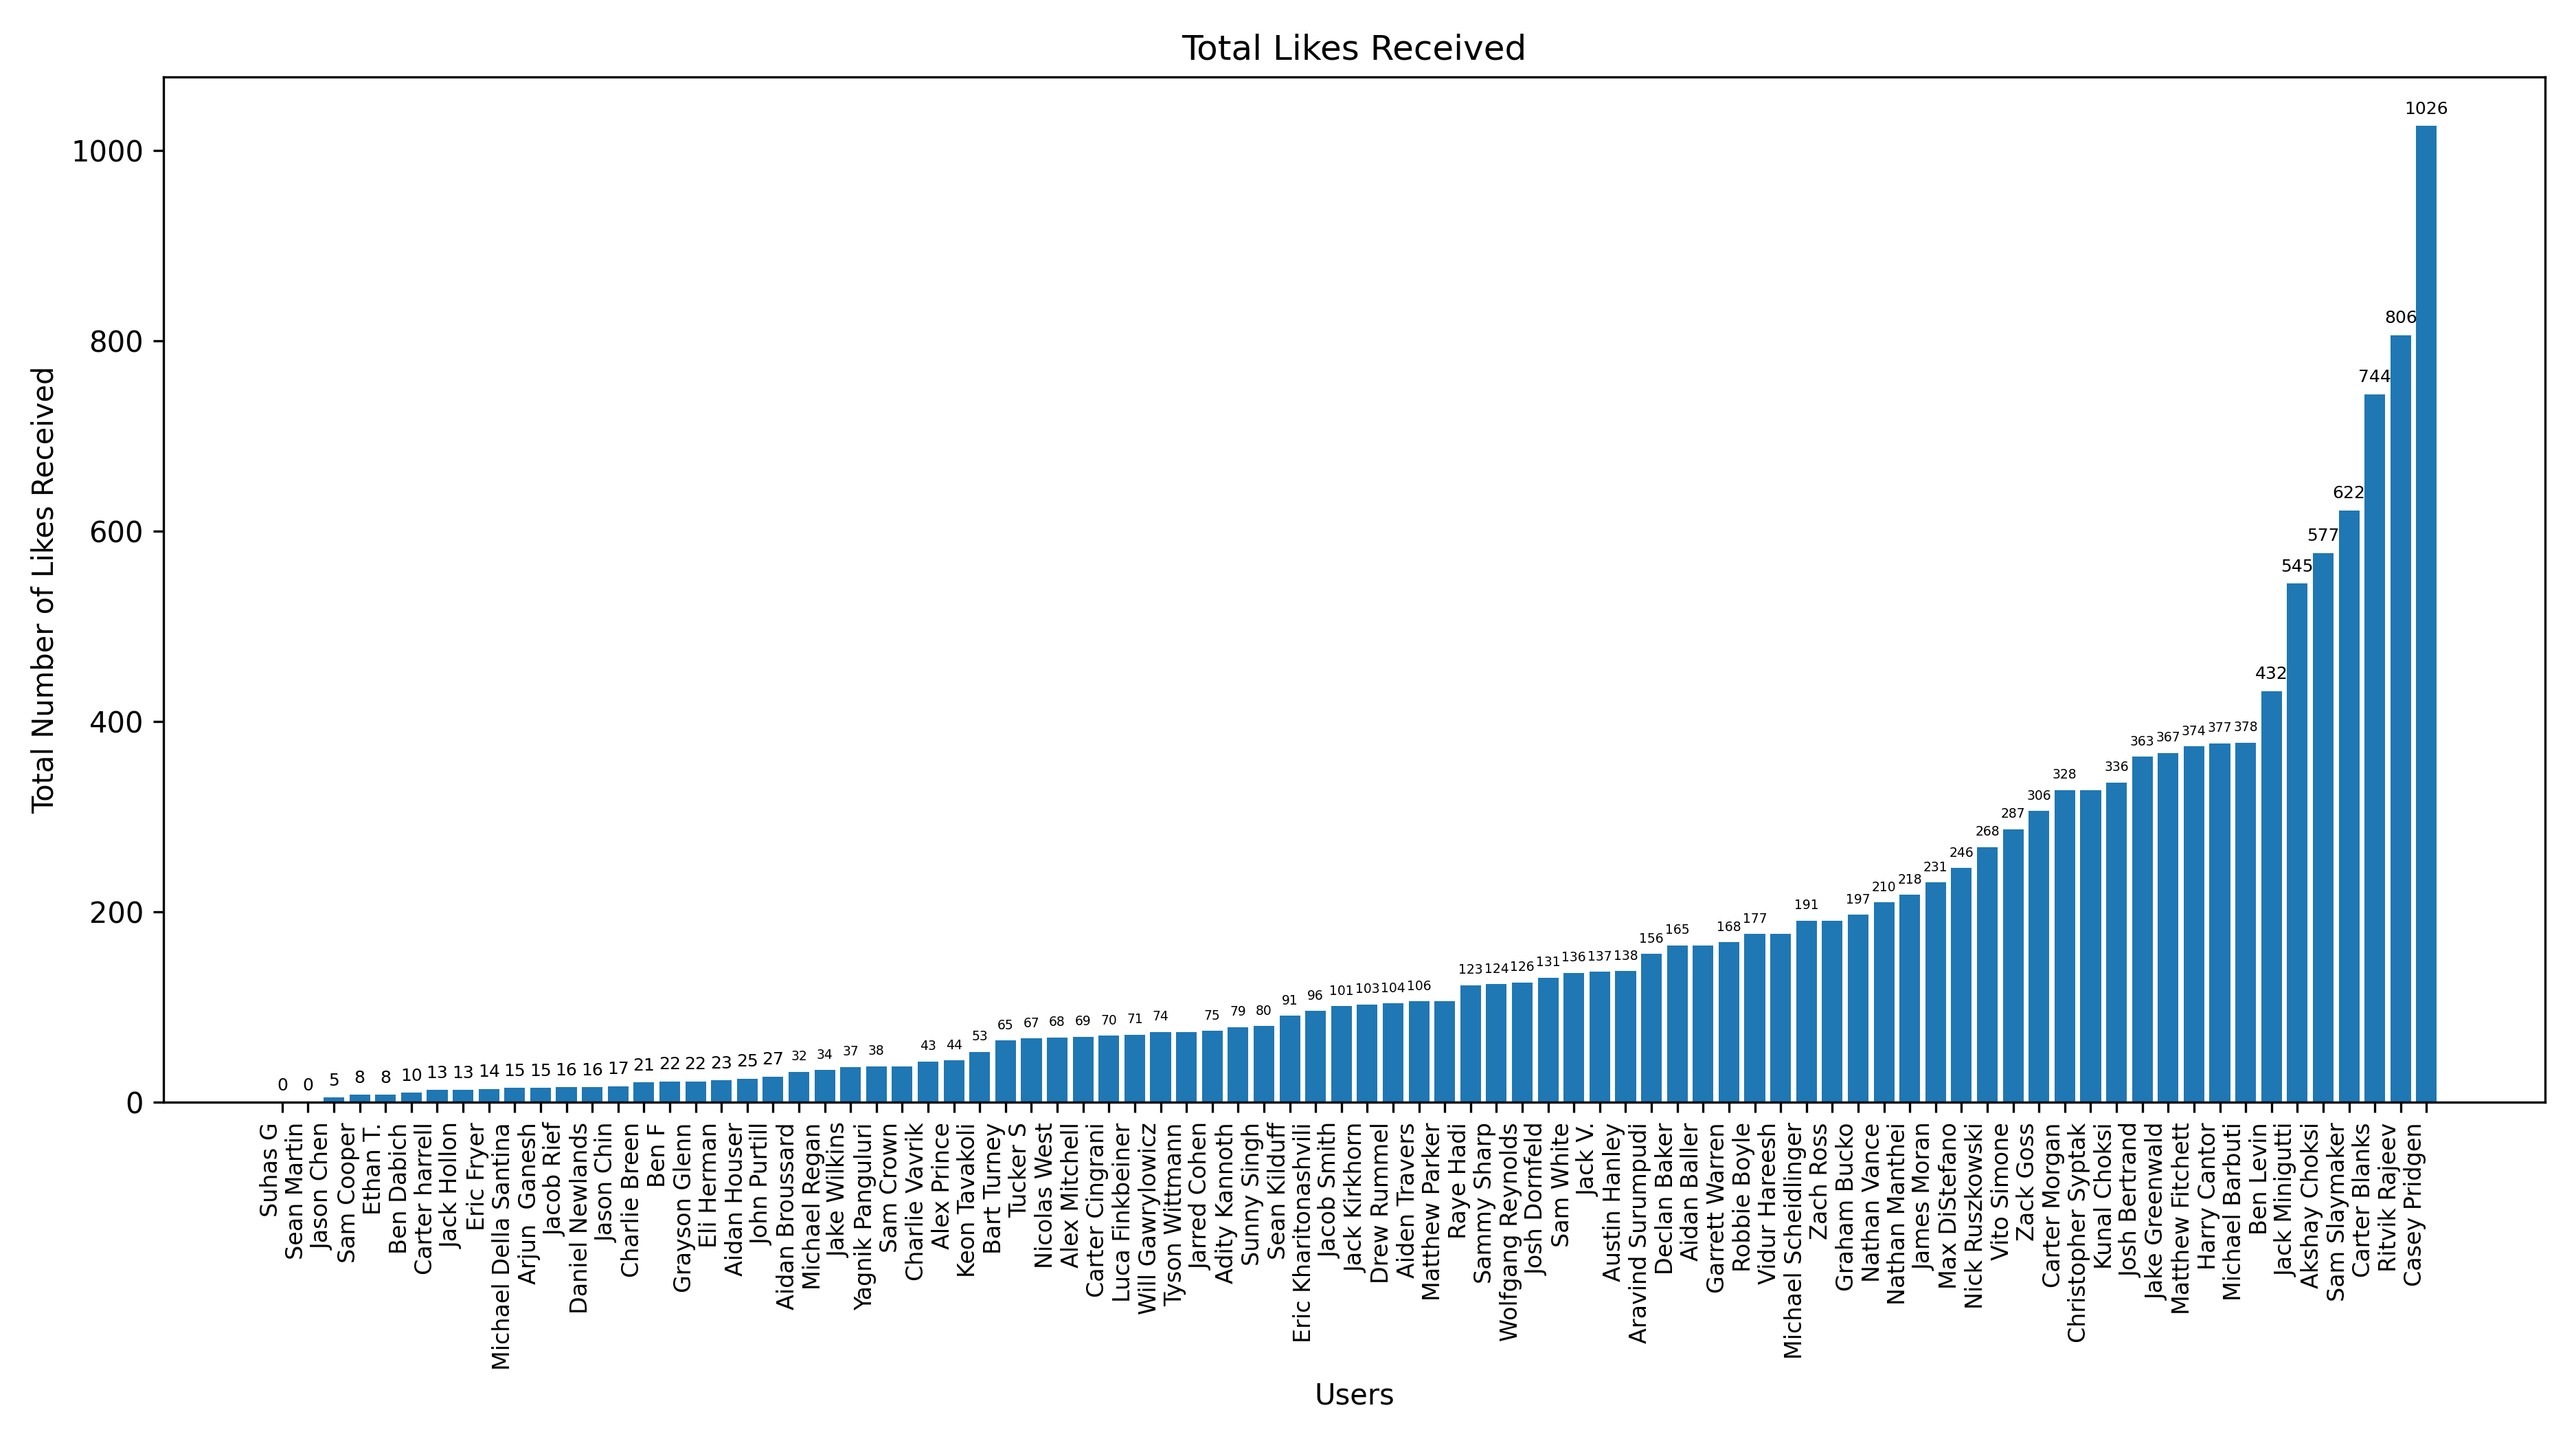 Total Likes Received
Total Number of Likes Received
1000
800
600
400
200
0
0 0 5 8 8 10 13 13 14 15 15 16 16 17 21 22 22 23 25 27 32 34 37 38 43 44 53 65 67 68 69 70 71 74 75 79 80 91 96 101 103 104 106 123 124 126 131 136 137 138 156 165 168 177 191 197 210 218 231 246 268 287 306 328 336 363 367 374 377 378 432 545 577 622 744 806 1026
Suhas G
Sean Martin
Jason Chen
Sam Cooper
Ethan T.
Ben Dabich
Carter harrell
Jack Hollon
Eric Fryer
Michael Della Santina
Arjun  Ganesh
Jacob Rief
Daniel Newlands
Jason Chin
Charlie Breen
Ben F
Grayson Glenn
Eli Herman
Aidan Houser
John Purtill
Aidan Broussard
Michael Regan
Jake Wilkins
Yagnik Panguluri
Sam Crown
Charlie Vavrik
Alex Prince
Keon Tavakoli
Bart Turney
Tucker S
Nicolas West
Alex Mitchell
Carter Cingrani
Luca Finkbeiner
Will Gawrylowicz
Tyson Wittmann
Jarred Cohen
Adity Kannoth
Sunny Singh
Sean Kilduff
Eric Kharitonashvili
Jacob Smith
Jack Kirkhorn
Drew Rummel
Aiden Travers
Matthew Parker
Raye Hadi
Sammy Sharp
Wolfgang Reynolds
Josh Dornfeld
Sam White
Jack V.
Austin Hanley
Aravind Surumpudi
Declan Baker
Aidan Baller
Garrett Warren
Robbie Boyle
Vidur Hareesh
Michael Scheidlinger
Zach Ross
Graham Bucko
Nathan Vance
Nathan Manthei
James Moran
Max DiStefano
Nick Ruszkowski
Vito Simone
Zack Goss
Carter Morgan
Christopher Syptak
Kunal Choksi
Josh Bertrand
Jake Greenwald
Matthew Fitchett
Harry Cantor
Michael Barbuti
Ben Levin
Jack Minigutti
Akshay Choksi
Sam Slaymaker
Carter Blanks
Ritvik Rajeev
Casey Pridgen
Users